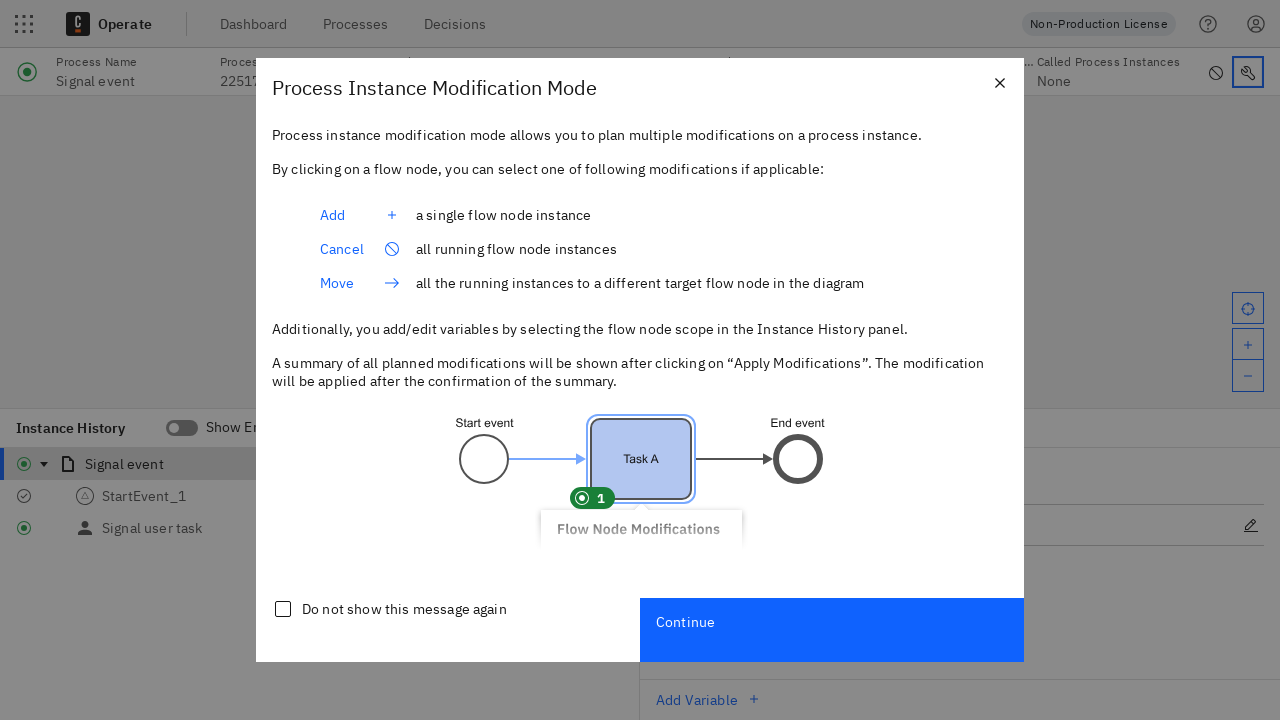 Operate
Dashboard
Processes
Decisions
Non-Production License
Process Name
Signal event
Called Process Instances
None
Process Instance Modification Mode
Process instance modification mode allows you to plan multiple modifications on a process instance.
By clicking on a flow node, you can select one of following modifications if applicable:
Add + a single flow node instance
Cancel all running flow node instances
Move all the running instances to a different target flow node in the diagram
Additionally, you add/edit variables by selecting the flow node scope in the Instance History panel.
A summary of all planned modifications will be shown after clicking on “Apply Modifications”. The modification
will be applied after the confirmation of the summary.
Start event
Task A
End event
1
Flow Node Modifications
Do not show this message again
Continue
Instance History
Show
Signal event
StartEvent_1
Signal user task
Add Variable +